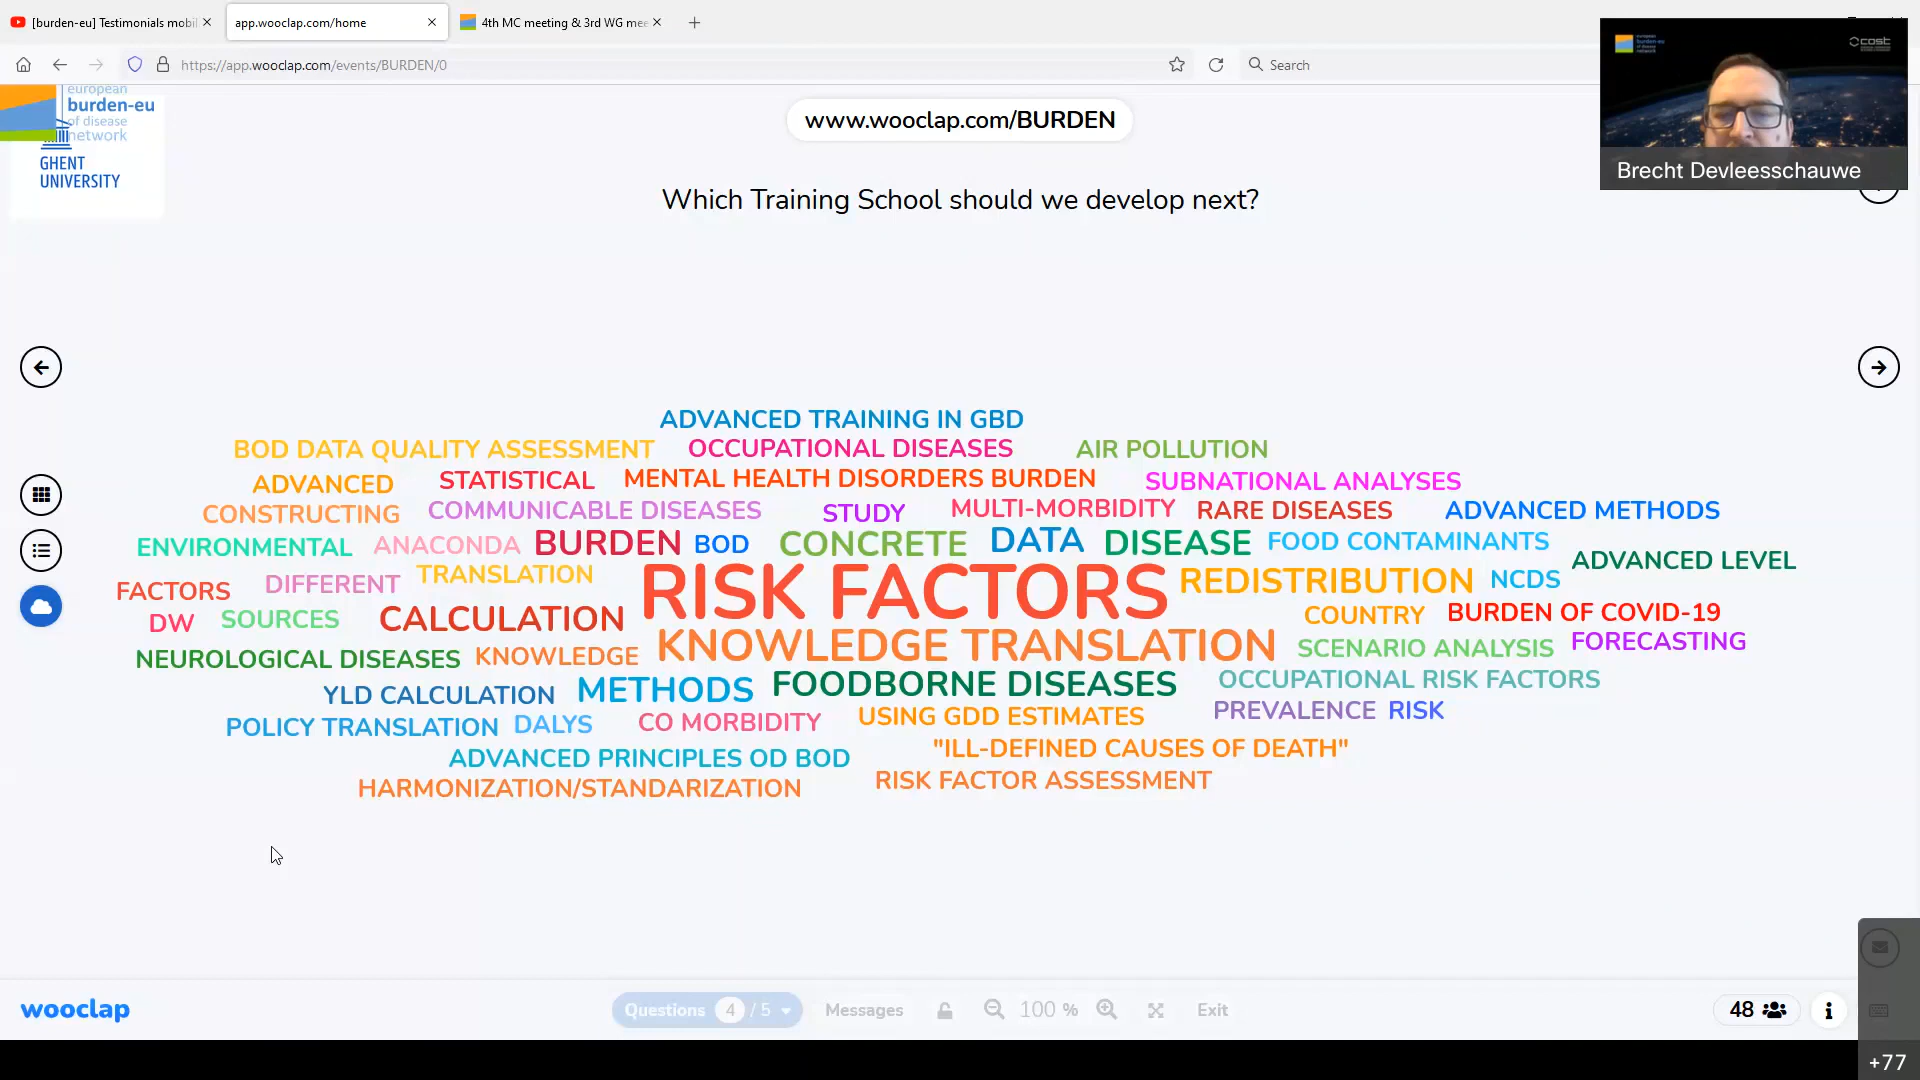 [burden-eu] Testimonials mobil
app.wooclap.com/home
4th MC meeting & 3rd WG mee
https://app.wooclap.com/events/BURDEN/0
Search
european
burden-eu
of disease
network
GHENT
UNIVERSITY
www.wooclap.com/BURDEN
cost
Brecht Devleesschauwe
Which Training School should we develop next?
ADVANCED TRAINING IN GBD
BOD DATA QUALITY ASSESSMENT OCCUPATIONAL DISEASES AIR POLLUTION
ADVANCED STATISTICAL MENTAL HEALTH DISORDERS BURDEN SUBNATIONAL ANALYSES
CONSTRUCTING COMMUNICABLE DISEASES STUDY MULTI-MORBIDITY RARE DISEASES ADVANCED METHODS
ENVIRONMENTAL ANACONDA BURDEN BOD CONCRETE DATA DISEASE FOOD CONTAMINANTS ADVANCED LEVEL
FACTORS DIFFERENT TRANSLATION RISK FACTORS REDISTRIBUTION NCDS
DW SOURCES CALCULATION COUNTRY BURDEN OF COVID-19
NEUROLOGICAL DISEASES KNOWLEDGE KNOWLEDGE TRANSLATION SCENARIO ANALYSIS FORECASTING
YLD CALCULATION METHODS FOODBORNE DISEASES OCCUPATIONAL RISK FACTORS
POLICY TRANSLATION DALYS CO MORBIDITY USING GDD ESTIMATES PREVALENCE RISK
ADVANCED PRINCIPLES OD BOD "ILL-DEFINED CAUSES OF DEATH"
HARMONIZATION/STANDARIZATION RISK FACTOR ASSESSMENT
wooclap
Questions 4 / 5
Messages
100 %
Exit
48
+77